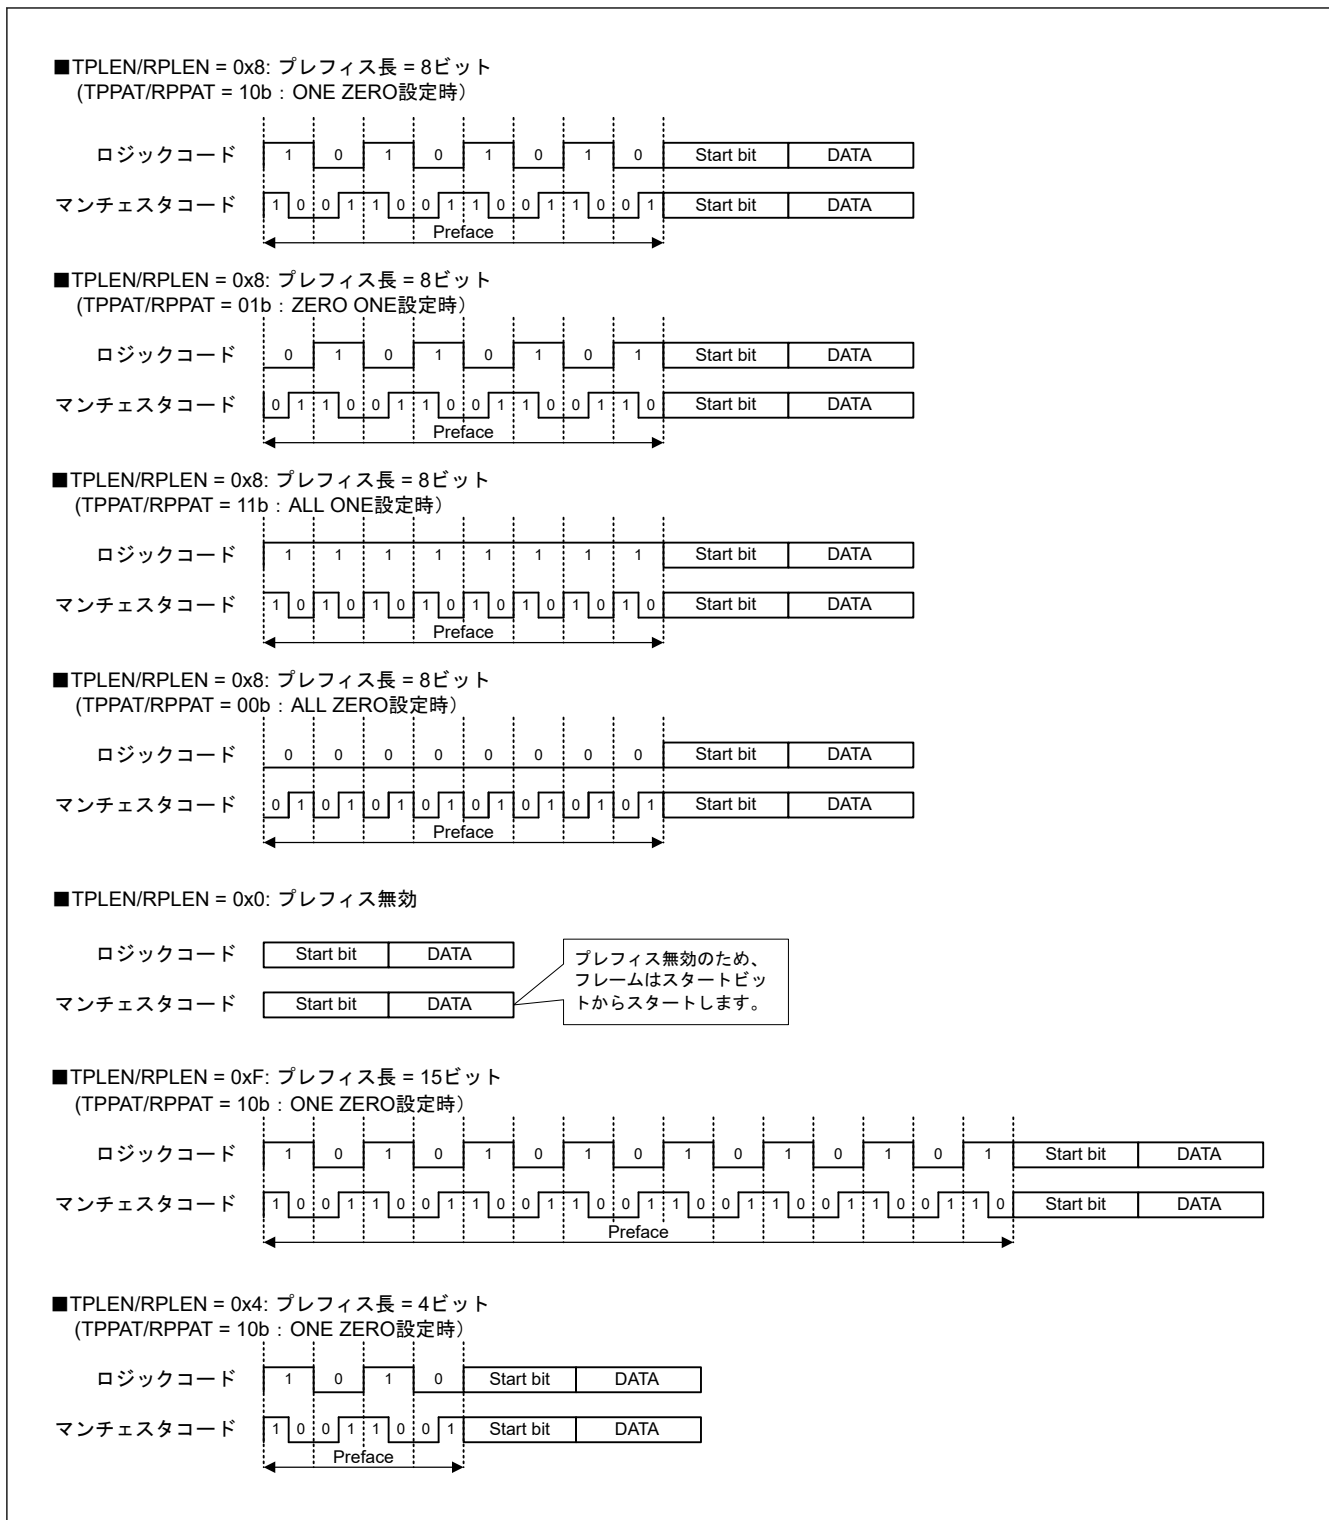 ■TPLEN/RPLEN = 0x8: プレフィス長 = 8ビット
(TPPAT/RPPAT = 10b：ONE ZERO設定時)
ロジックコード 1 0 1 0 1 0 1 0 Start bit DATA
マンチェスタコード 1 0 0 1 1 0 0 1 1 0 0 1 1 0 0 1 Start bit DATA
Preface
■TPLEN/RPLEN = 0x8: プレフィス長 = 8ビット
(TPPAT/RPPAT = 01b：ZERO ONE設定時)
ロジックコード 0 1 0 1 0 1 0 1 Start bit DATA
マンチェスタコード 0 1 1 0 0 1 1 0 0 1 1 0 0 1 1 0 Start bit DATA
Preface
■TPLEN/RPLEN = 0x8: プレフィス長 = 8ビット
(TPPAT/RPPAT = 11b：ALL ONE設定時)
ロジックコード 1 1 1 1 1 1 1 1 Start bit DATA
マンチェスタコード 1 0 1 0 1 0 1 0 1 0 1 0 1 0 1 0 Start bit DATA
Preface
■TPLEN/RPLEN = 0x8: プレフィス長 = 8ビット
(TPPAT/RPPAT = 00b：ALL ZERO設定時)
ロジックコード 0 0 0 0 0 0 0 0 Start bit DATA
マンチェスタコード 0 1 0 1 0 1 0 1 0 1 0 1 0 1 0 1 Start bit DATA
Preface
■TPLEN/RPLEN = 0x0: プレフィス無効
ロジックコード Start bit DATA
マンチェスタコード Start bit DATA
プレフィス無効のため、
フレームはスタートビッ
トからスタートします。
■TPLEN/RPLEN = 0xF: プレフィス長 = 15ビット
(TPPAT/RPPAT = 10b：ONE ZERO設定時)
ロジックコード 1 0 1 0 1 0 1 0 1 0 1 0 1 0 1 Start bit DATA
マンチェスタコード 1 0 0 1 1 0 0 1 1 0 0 1 1 0 0 1 1 0 0 1 1 0 0 1 1 0 0 1 1 0 Start bit DATA
Preface
■TPLEN/RPLEN = 0x4: プレフィス長 = 4ビット
(TPPAT/RPPAT = 10b：ONE ZERO設定時)
ロジックコード 1 0 1 0 Start bit DATA
マンチェスタコード 1 0 0 1 1 0 0 1 Start bit DATA
Preface